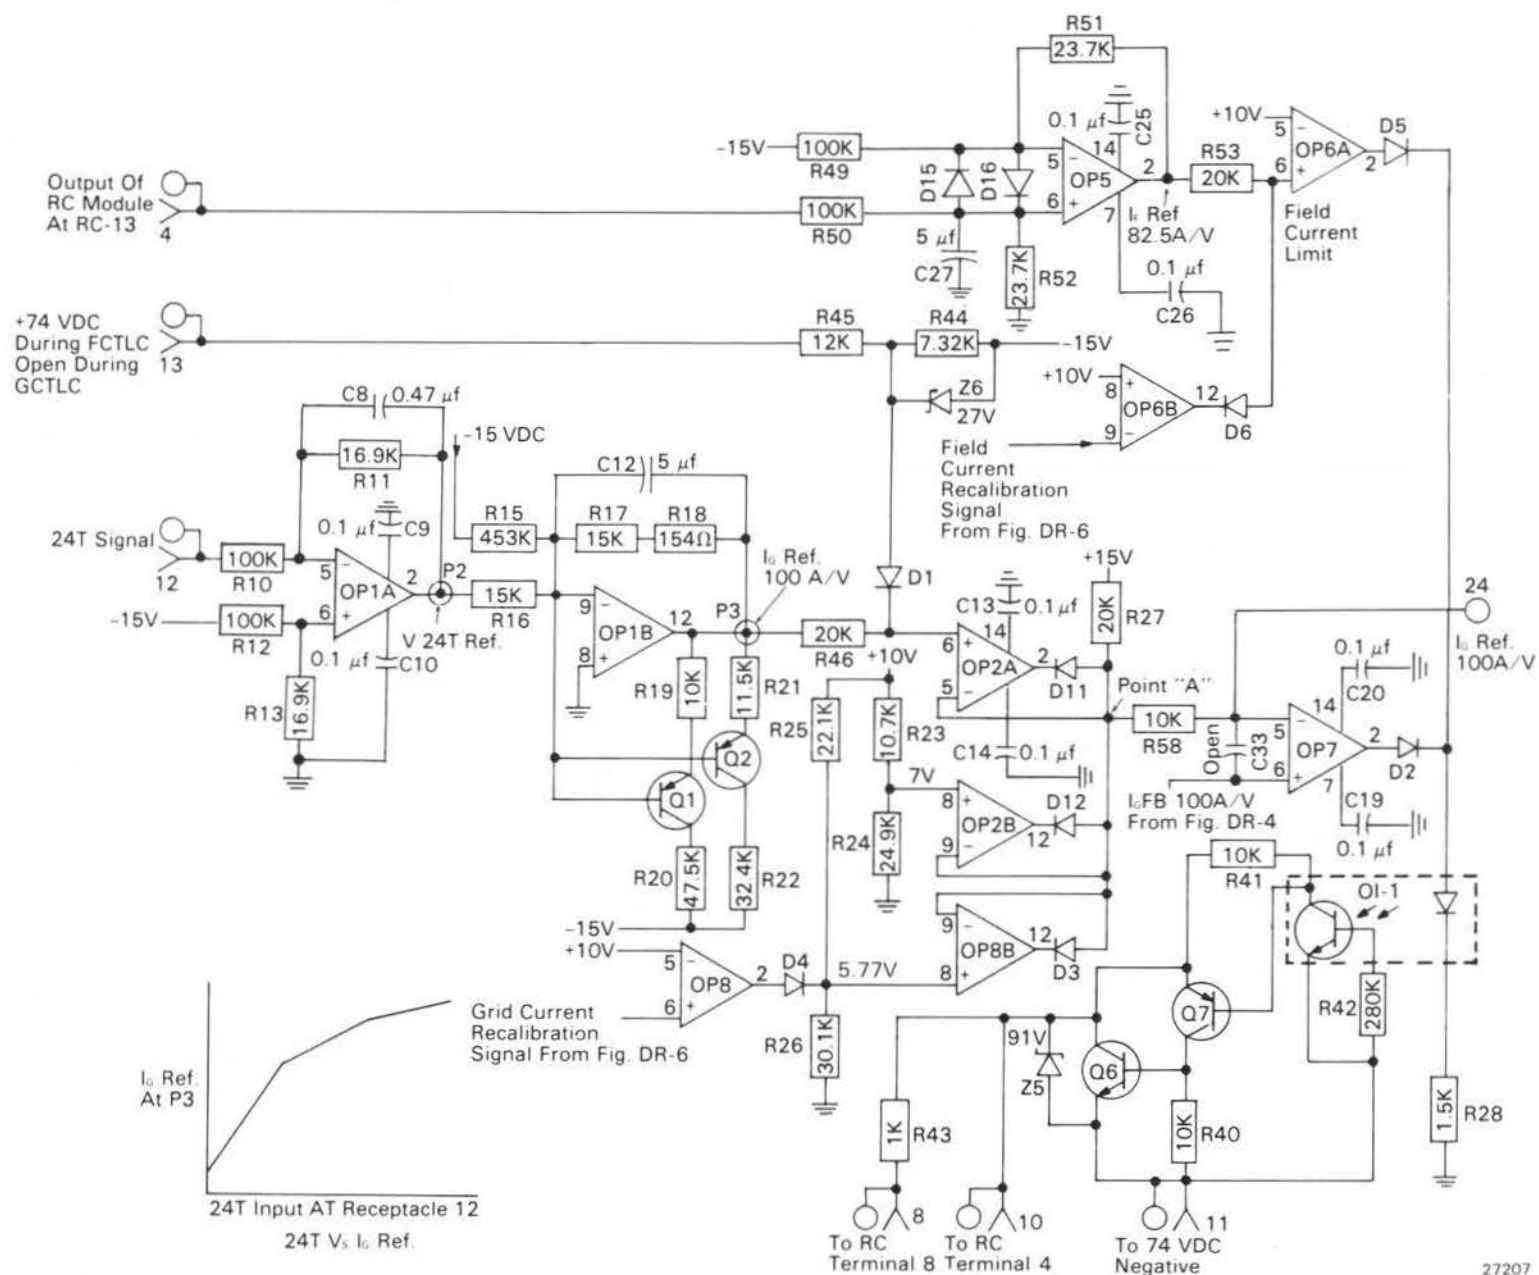 R51
23.7K
0.1 µf
C25
+10V
5
−
D5
-15V
100K
R49
D15
D16
5
−
14
OP5
2
R53
20K
6
+
OP6A
2
Output Of
RC Module
At RC-13
4
100K
R50
6
+
7
IF Ref
82.5A/V
Field
Current
Limit
5 µf
C27
23.7K
R52
0.1 µf
C26
+74 VDC
During FCTLC
Open During
GCTLC
13
R45
12K
R44
7.32K
-15V
Z6
27V
+10V
+
8
OP6B
12
9
−
D6
Field
Current
Recalibration
Signal
From Fig. DR-6
C8
0.47 µf
16.9K
R11
-15 VDC
C12
5 µf
R15
453K
R17
15K
R18
154Ω
24T Signal
12
0.1 µf
C9
100K
R10
5
−
OP1A
2
P2
15K
R16
9
−
OP1B
12
8
+
P3
IG Ref.
100 A/V
D1
-15V
100K
R12
6
+
0.1 µf
C10
V 24T Ref.
R13
16.9K
20K
R46
+10V
C13
0.1 µf
+15V
20K
R27
6
+
14
OP2A
2
D11
5
−
Point "A"
10K
R58
24
IG Ref.
100A/V
0.1 µf
C20
14
5
−
OP7
2
D2
6
+
7
Open
C33
IGFB 100A/V
From Fig. DR-4
C19
0.1 µf
R19
10K
11.5K
R21
Q2
Q1
R20
47.5K
32.4K
R22
-15V
R25
22.1K
10.7K
R23
7V
R24
24.9K
C14
0.1 µf
8
+
OP2B
12
9
−
D12
10K
R41
OI-1
+10V
5
−
OP8
2
D4
6
+
5.77V
9
−
OP8B
12
8
+
D3
Grid Current
Recalibration
Signal From Fig. DR-6
R26
30.1K
91V
Z5
Q6
Q7
R42
280K
1.5K
R28
1K
R43
10K
R40
IG Ref.
At P3
24T Input AT Receptacle 12
24T Vs IG Ref.
8
To RC
Terminal 8
10
To RC
Terminal 4
11
To 74 VDC
Negative
27207